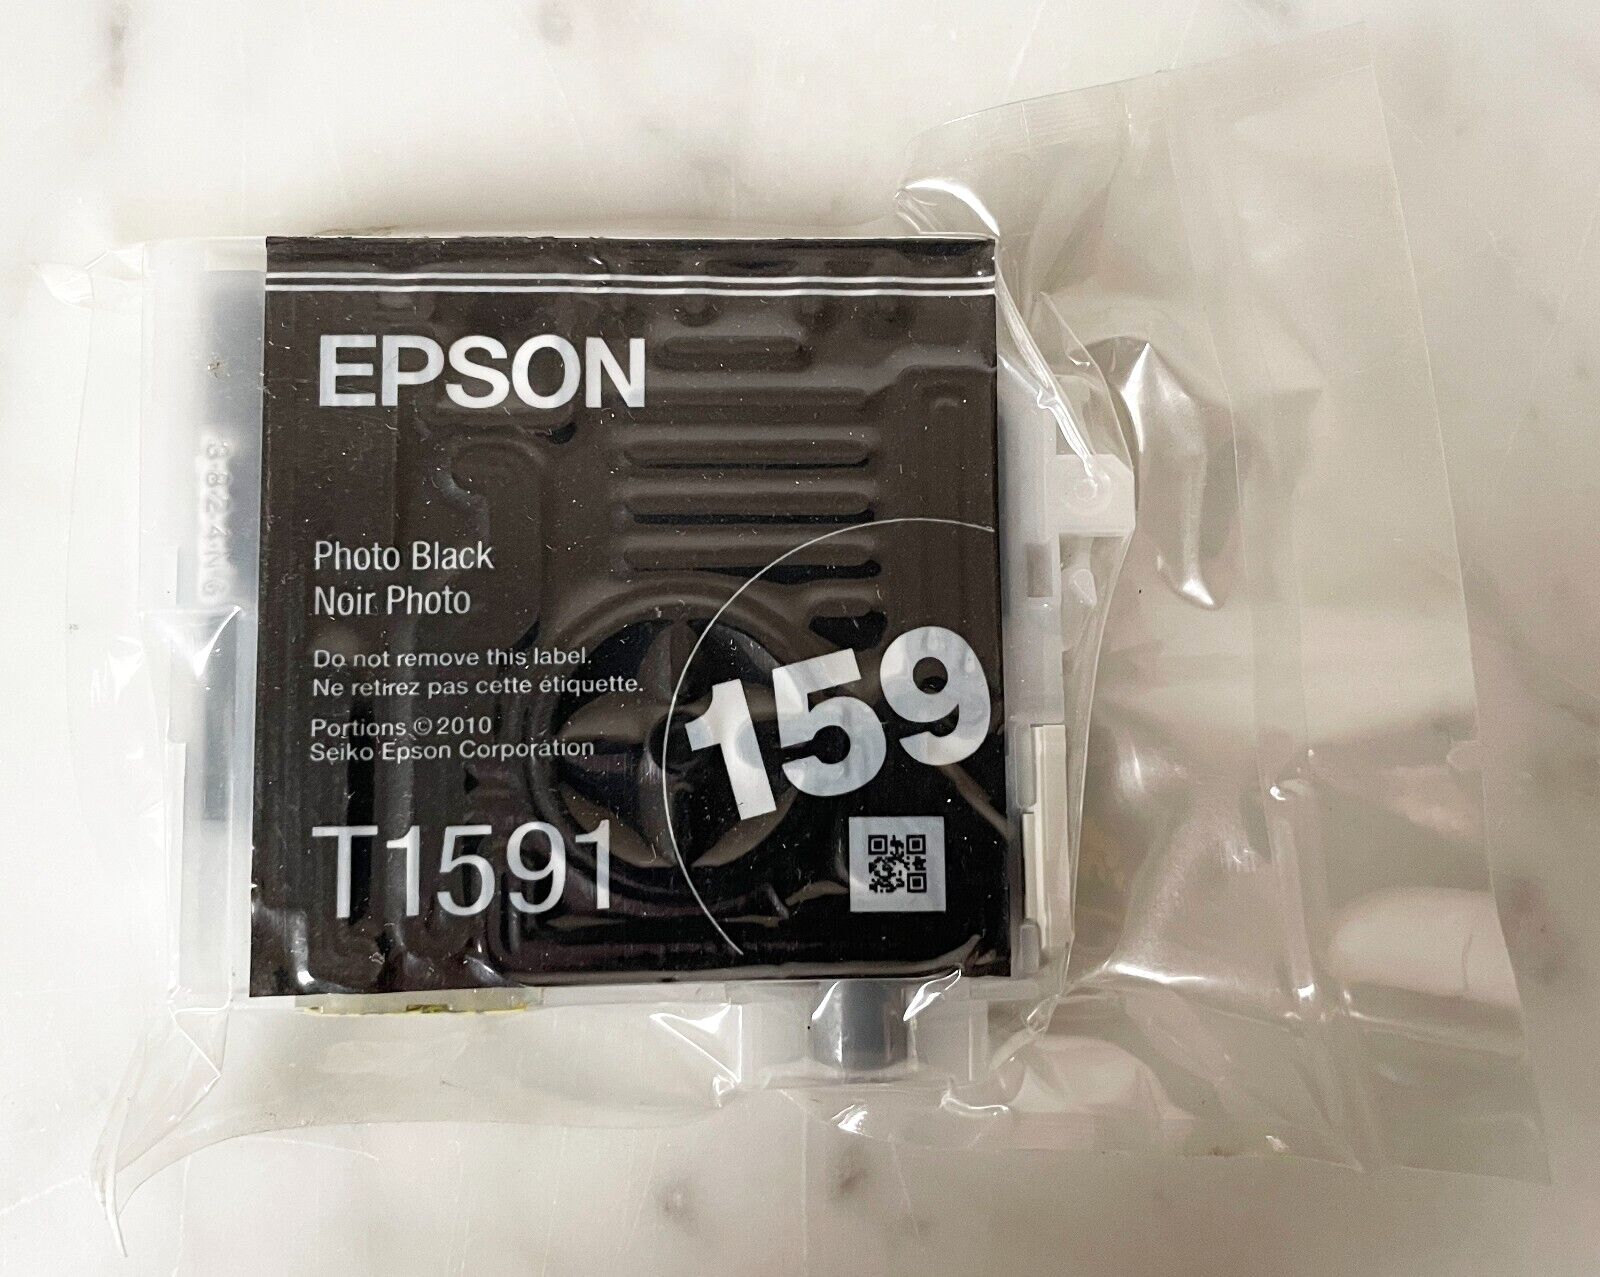 EPSON
Photo Black
Noir Photo
Do not remove this label.
Ne retirez pas cette étiquette.
Portions © 2010
Seiko Epson Corporation
159
T1591